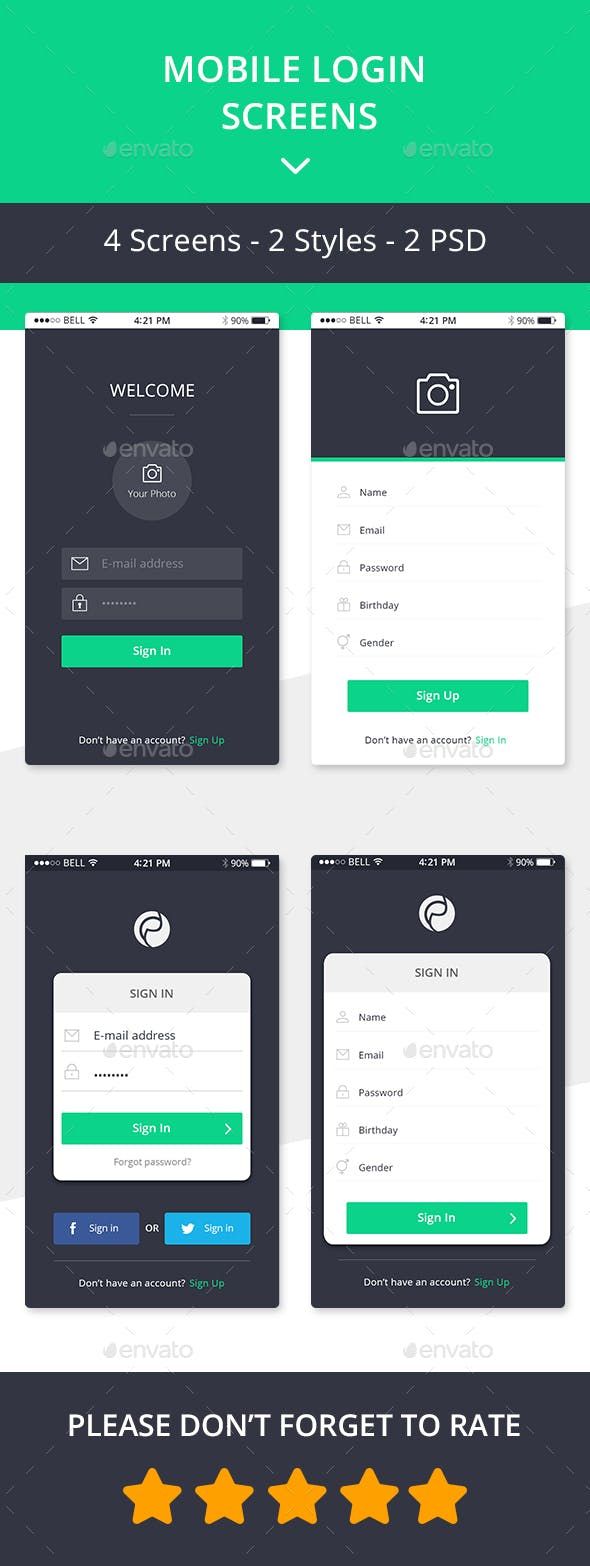 MOBILE LOGIN
SCREENS
envato envato
4 Screens - 2 Styles - 2 PSD
BELL 4:21 PM 90%
WELCOME
envato
Your Photo
E-mail address
••••••••
Sign In
Don't have an account? Sign Up
envato
BELL 4:21 PM 90%
envato
Name
Email
Password
Birthday
Gender
Sign Up
Don't have an account? Sign In
envato
BELL 4:21 PM 90%
SIGN IN
E-mail address
envato
••••••••
Sign In
Forgot password?
Sign in OR Sign in
Don't have an account? Sign Up
BELL 4:21 PM 90%
SIGN IN
Name
Email
envato
Password
Birthday
Gender
Sign In
Don't have an account? Sign Up
envato envato
PLEASE DON'T FORGET TO RATE